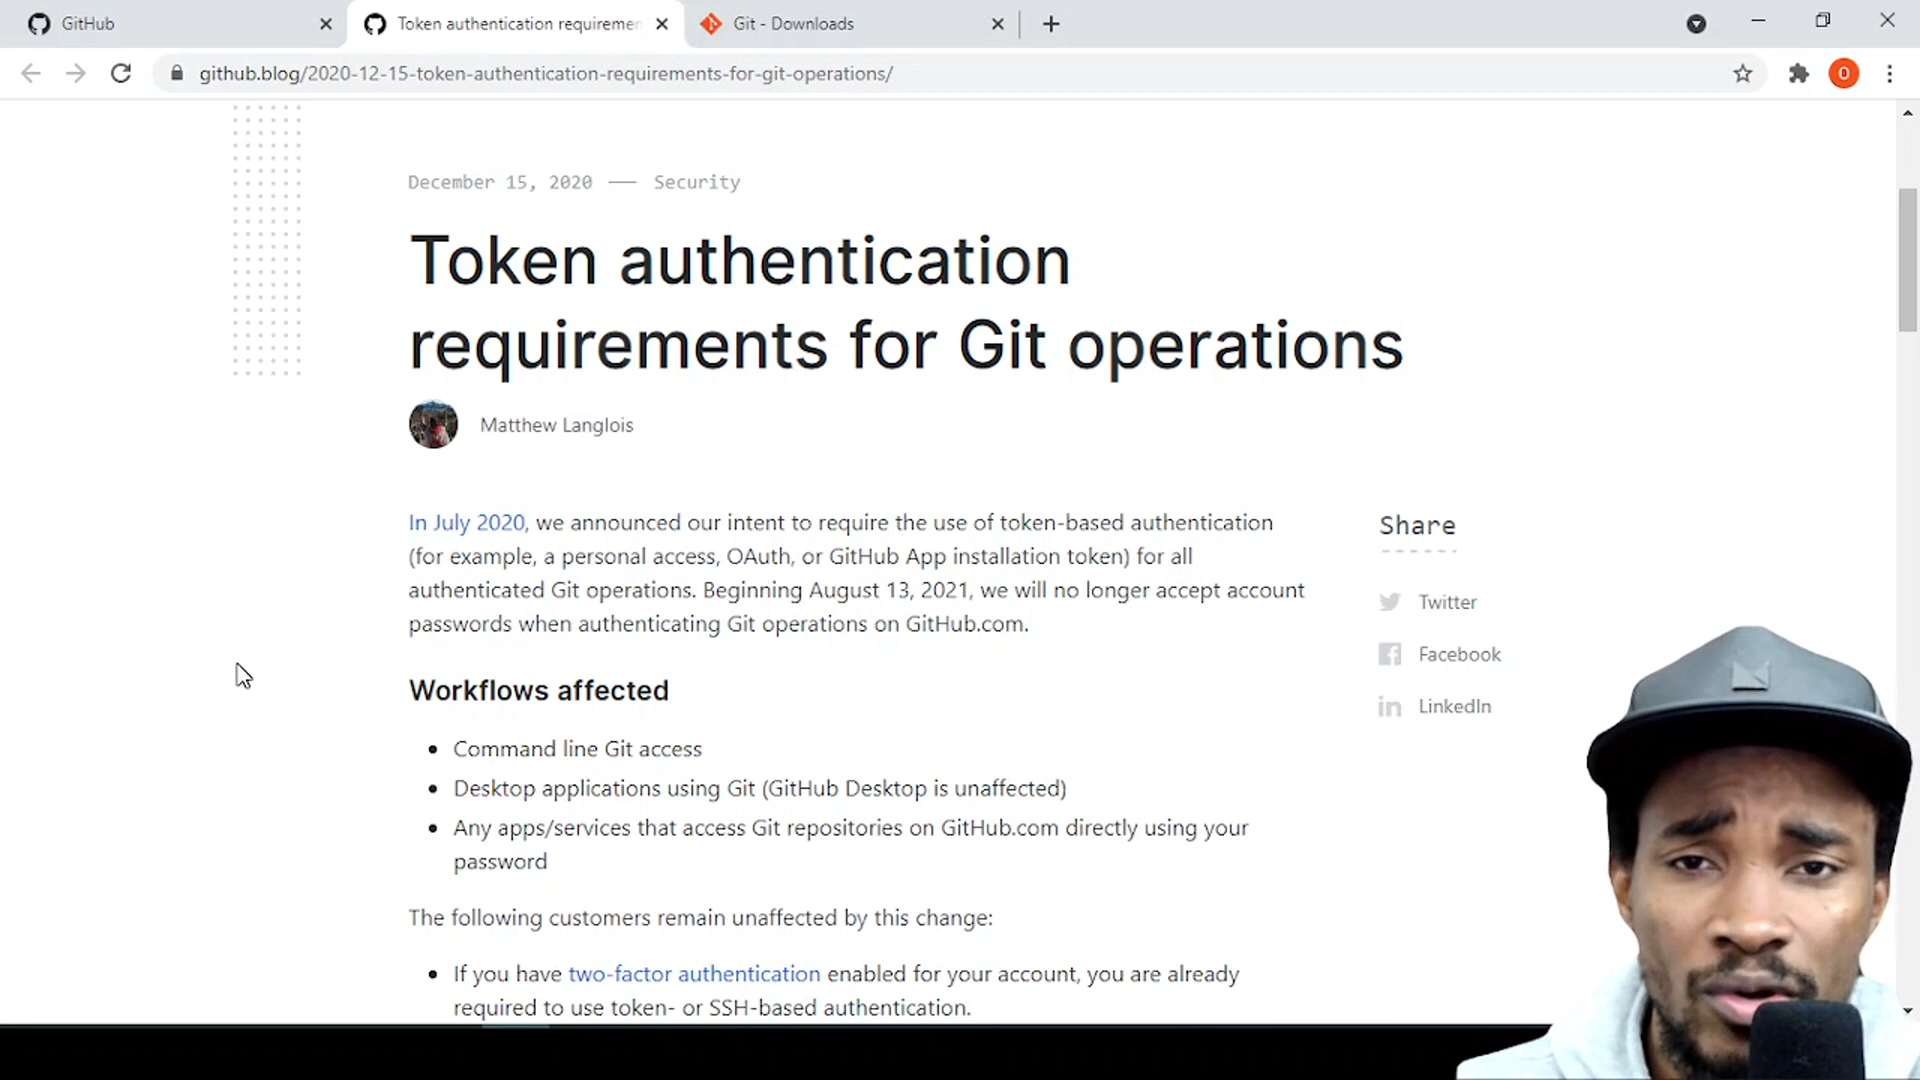 GitHub
Token authentication requiremen
Git - Downloads
github.blog/2020-12-15-token-authentication-requirements-for-git-operations/
O
December 15, 2020 — Security
Token authentication
requirements for Git operations
Matthew Langlois
In July 2020, we announced our intent to require the use of token-based authentication
(for example, a personal access, OAuth, or GitHub App installation token) for all
authenticated Git operations. Beginning August 13, 2021, we will no longer accept account
passwords when authenticating Git operations on GitHub.com.
Share
Twitter
Facebook
LinkedIn
Workflows affected
• Command line Git access
• Desktop applications using Git (GitHub Desktop is unaffected)
• Any apps/services that access Git repositories on GitHub.com directly using your
password
The following customers remain unaffected by this change:
• If you have two-factor authentication enabled for your account, you are already
required to use token- or SSH-based authentication.